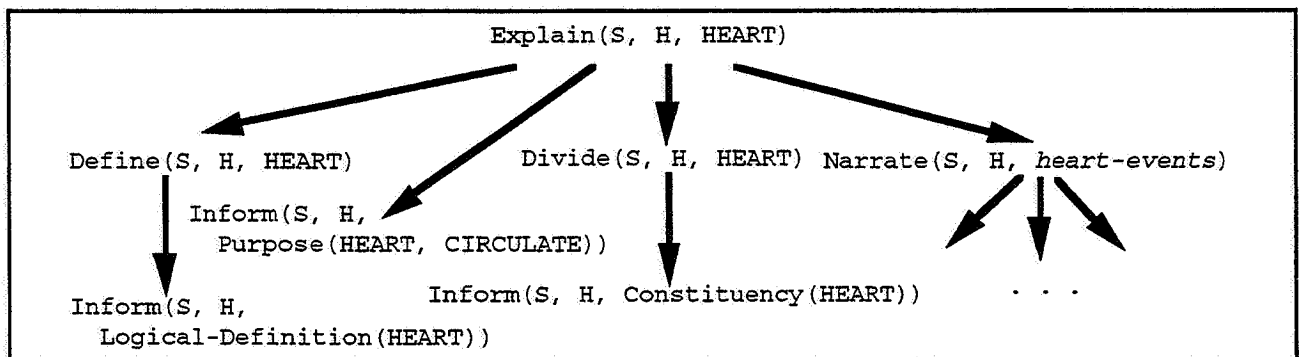 Explain(S, H, HEART)
Define(S, H, HEART)
Divide(S, H, HEART)
Narrate(S, H, heart-events)
Inform(S, H,
Purpose(HEART, CIRCULATE))
Inform(S, H, Constituency(HEART))
. . .
Inform(S, H,
Logical-Definition(HEART))